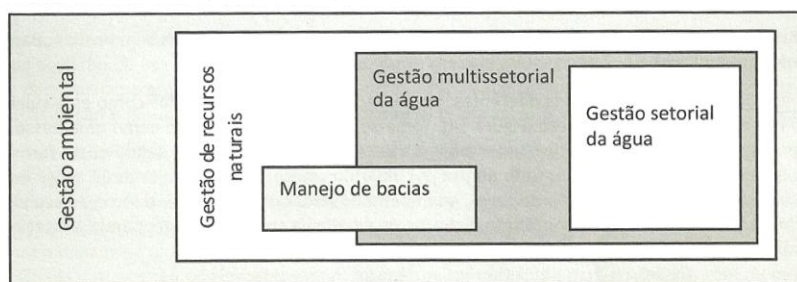 Gestão ambiental
Gestão de recursos
naturais
Gestão multissetorial
da água
Gestão setorial
da água
Manejo de bacias